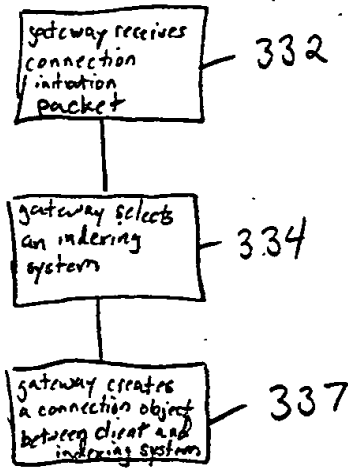 gateway receives
connection
initiation
packet
332
gateway selects
an indexing
system
334
gateway creates
a connection object
between client and
indexing system
337